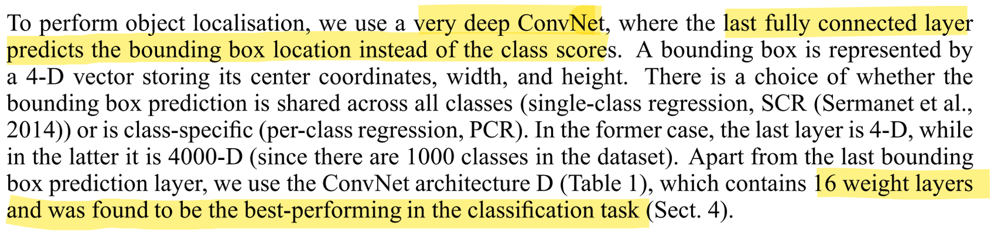 To perform object localisation, we use a very deep ConvNet, where the last fully connected layer
predicts the bounding box location instead of the class scores. A bounding box is represented by
a 4-D vector storing its center coordinates, width, and height. There is a choice of whether the
bounding box prediction is shared across all classes (single-class regression, SCR (Sermanet et al.,
2014)) or is class-specific (per-class regression, PCR). In the former case, the last layer is 4-D, while
in the latter it is 4000-D (since there are 1000 classes in the dataset). Apart from the last bounding
box prediction layer, we use the ConvNet architecture D (Table 1), which contains 16 weight layers
and was found to be the best-performing in the classification task (Sect. 4).